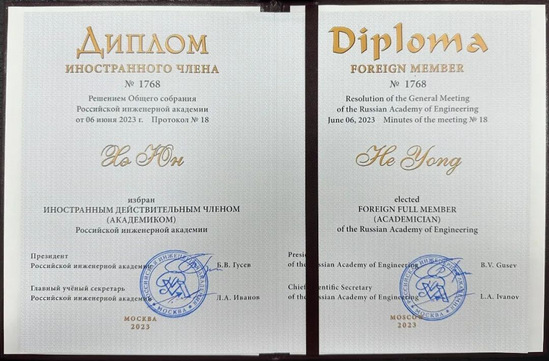 ДИПЛОМ
ИНОСТРАННОГО ЧЛЕНА
№ 1768
Решением Общего собрания
Российской инженерной академии
от 06 июня 2023 г. Протокол № 18
Хэ Юн
избран
ИНОСТРАННЫМ ДЕЙСТВИТЕЛЬНЫМ ЧЛЕНОМ
(АКАДЕМИКОМ)
Российской инженерной академии
Президент
Российской инженерной академии Б.В. Гусев
Главный учёный секретарь
Российской инженерной академии Л.А. Иванов
МОСКВА
2023
Diploma
FOREIGN MEMBER
№ 1768
Resolution of the General Meeting
of the Russian Academy of Engineering
June 06, 2023 Minutes of the meeting № 18
He Yong
elected
FOREIGN FULL MEMBER
(ACADEMICIAN)
of the Russian Academy of Engineering
of the Russian Academy of Engineering B.V. Gusev
of the Russian Academy of Engineering L.A. Ivanov
MOSCOW
2023